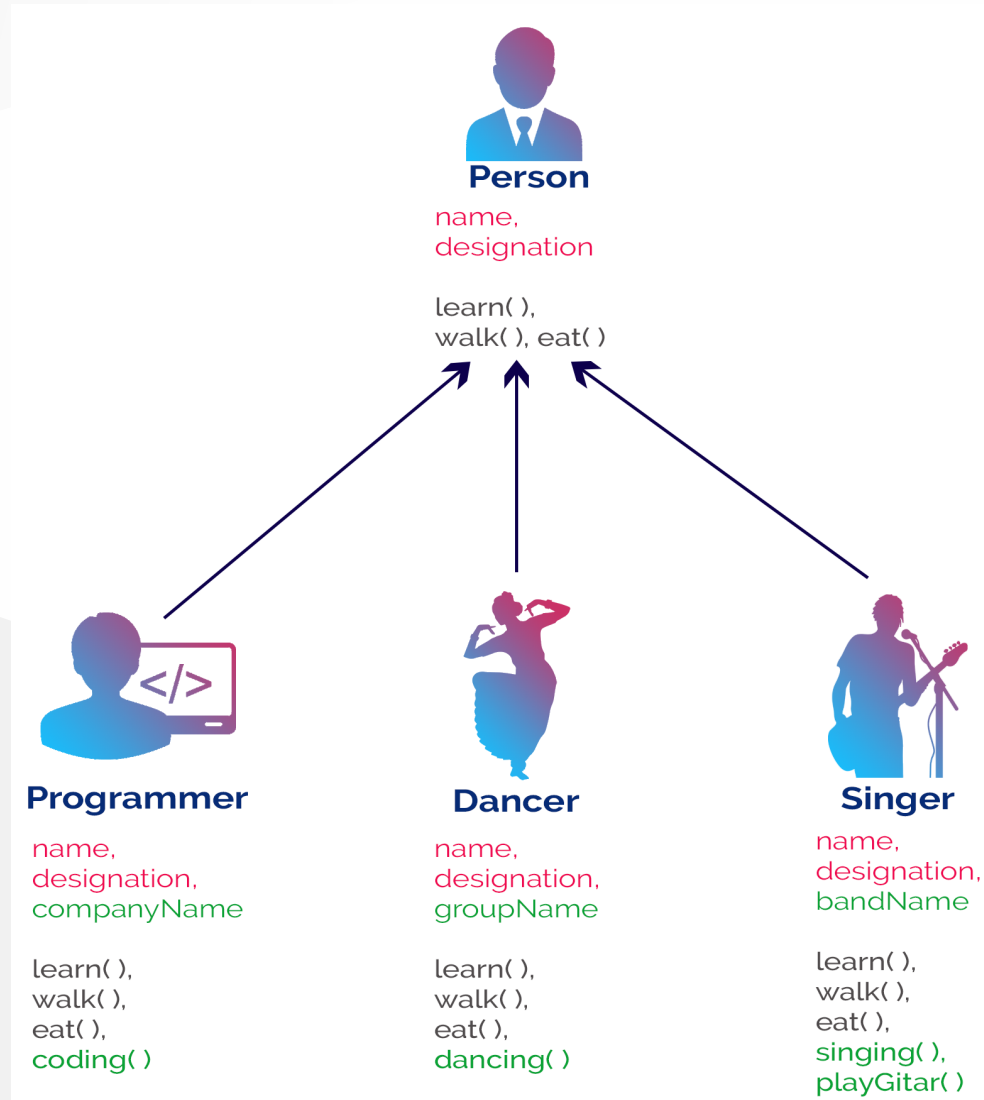 Person
name,
designation
learn( ),
walk( ), eat( )
</>
Programmer
name,
designation,
companyName
learn( ),
walk( ),
eat( ),
coding( )
Dancer
name,
designation,
groupName
learn( ),
walk( ),
eat( ),
dancing( )
Singer
name,
designation,
bandName
learn( ),
walk( ),
eat( ),
singing( ),
playGitar( )